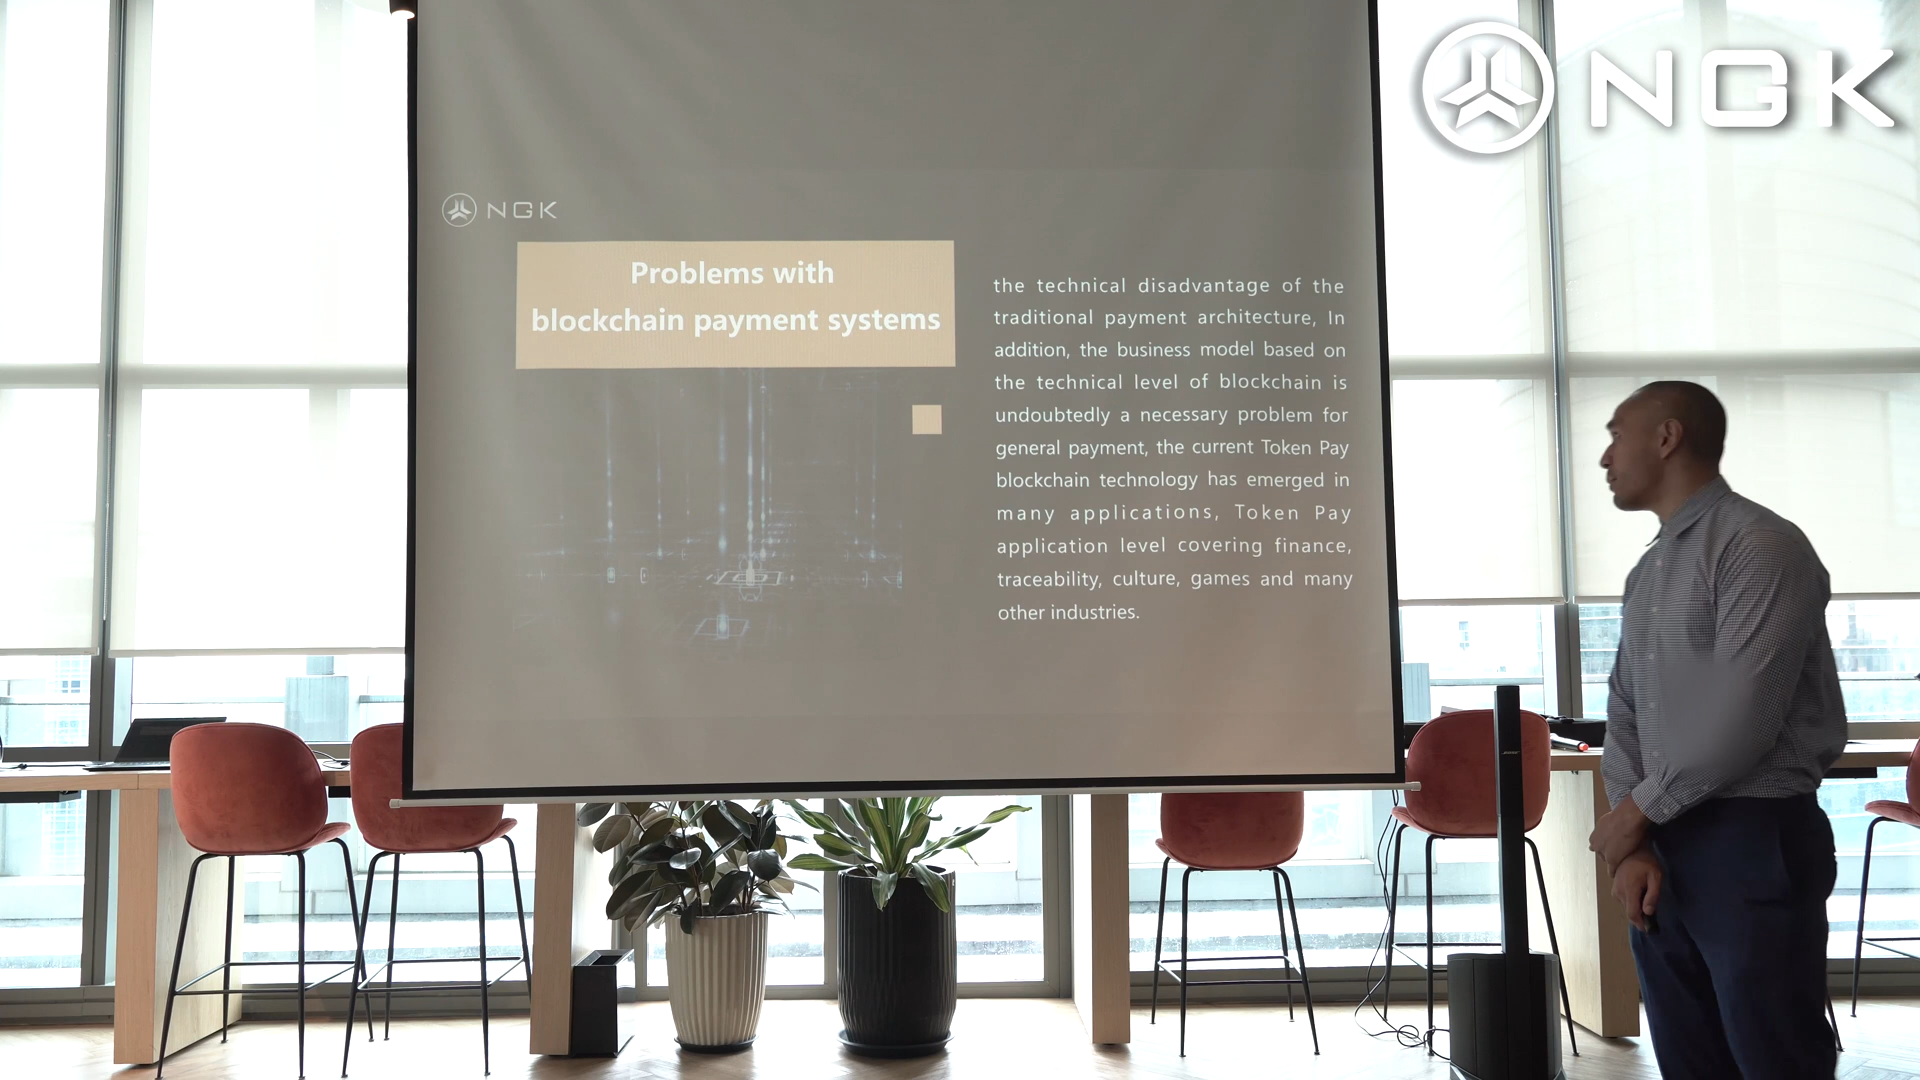 NGK
NGK
Problems with
blockchain payment systems
the technical disadvantage of the
traditional payment architecture, In
addition, the business model based on
the technical level of blockchain is
undoubtedly a necessary problem for
general payment, the current Token Pay
blockchain technology has emerged in
many applications, Token Pay
application level covering finance,
traceability, culture, games and many
other industries.